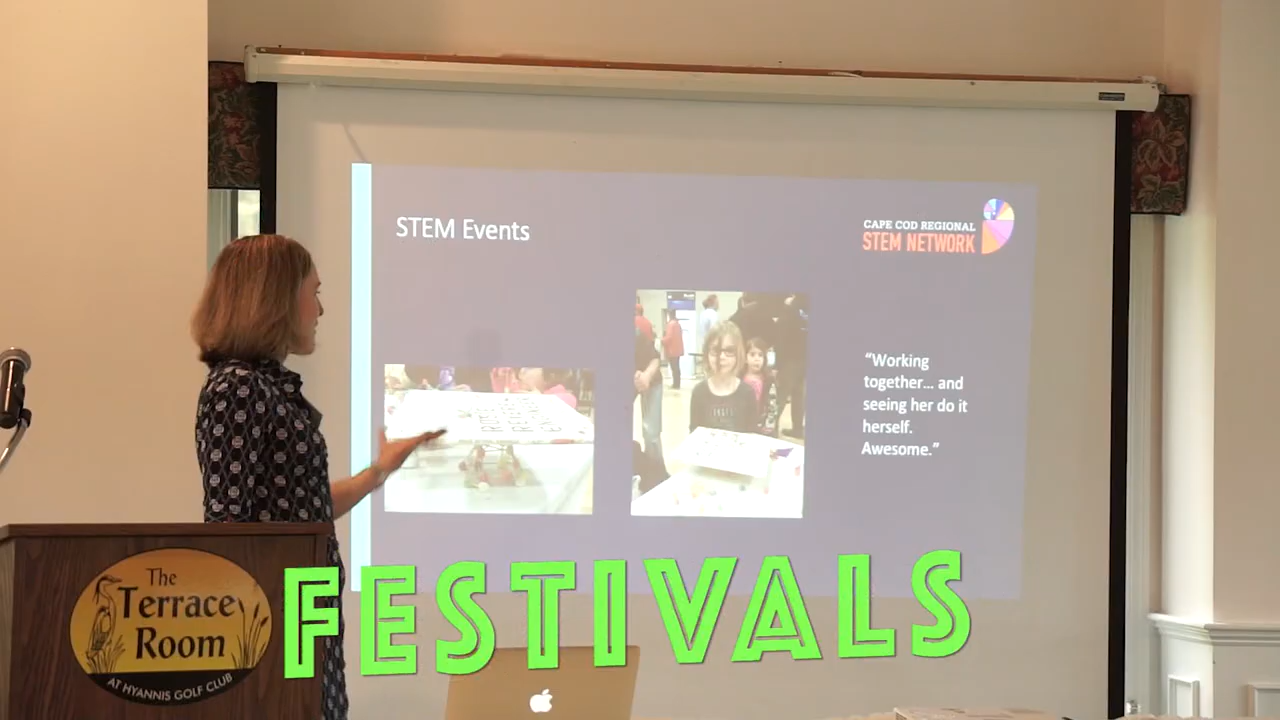 STEM Events
CAPE COD REGIONAL
STEM NETWORK
“Working
together... and
seeing her do it
herself.
Awesome.”
FESTIVALS
The
Terrace
Room
AT HYANNIS GOLF CLUB